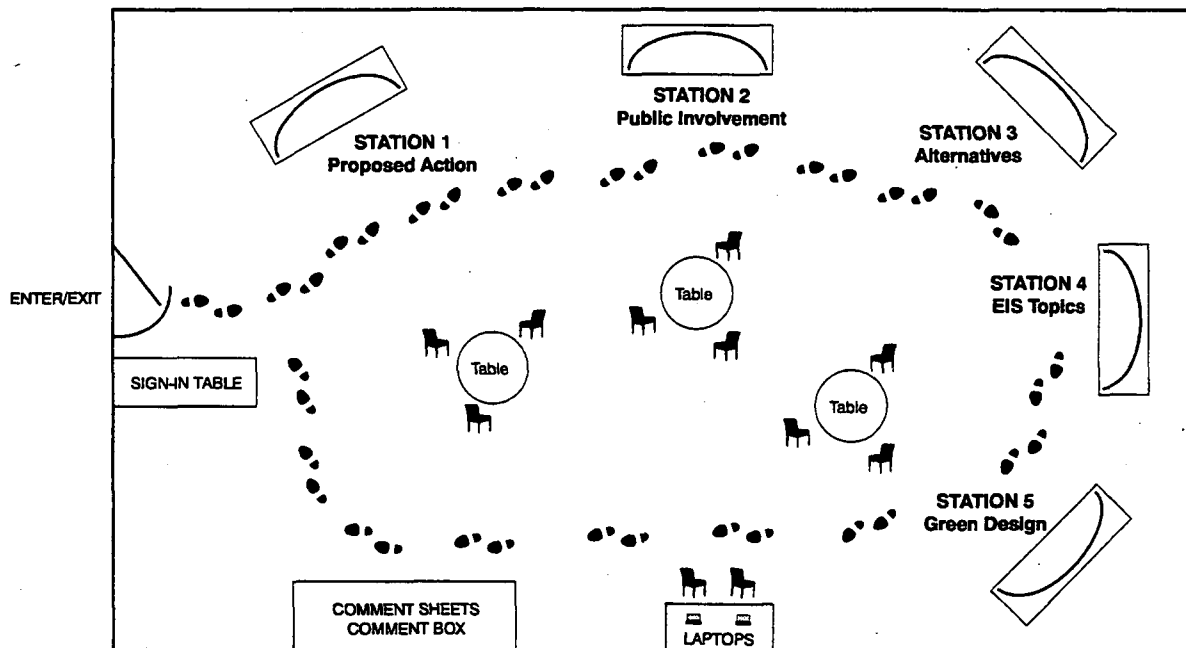 STATION 1
Proposed Action
STATION 2
Public Involvement
STATION 3
Alternatives
ENTER/EXIT
SIGN-IN TABLE
Table
Table
Table
STATION 4
EIS Topics
STATION 5
Green Design
COMMENT SHEETS
COMMENT BOX
LAPTOPS